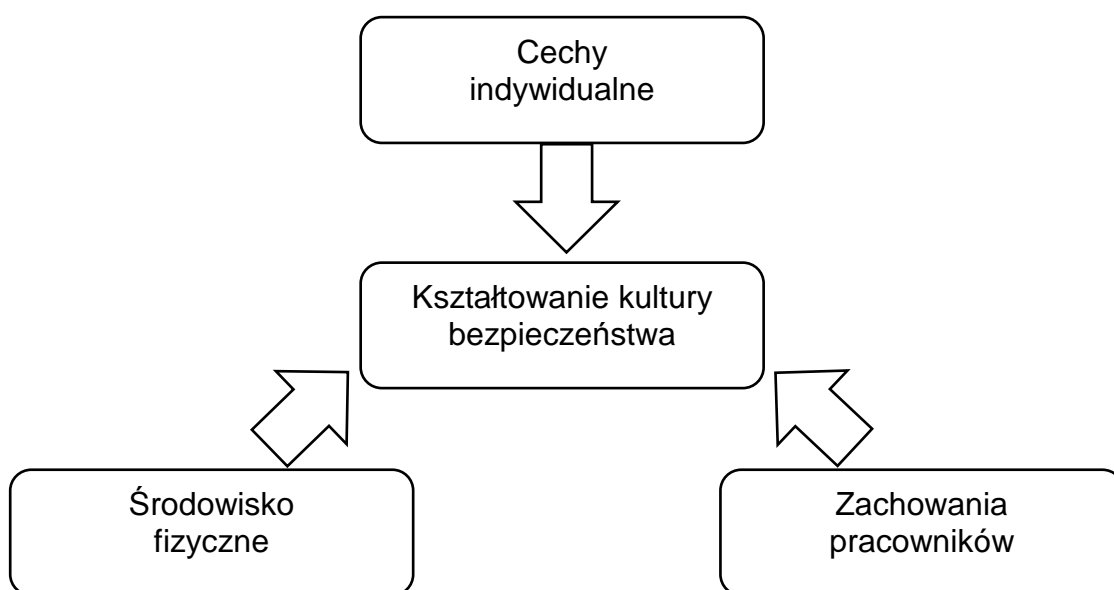 Cechy
indywidualne
Kształtowanie kultury
bezpieczeństwa
Środowisko
fizyczne
Zachowania
pracowników